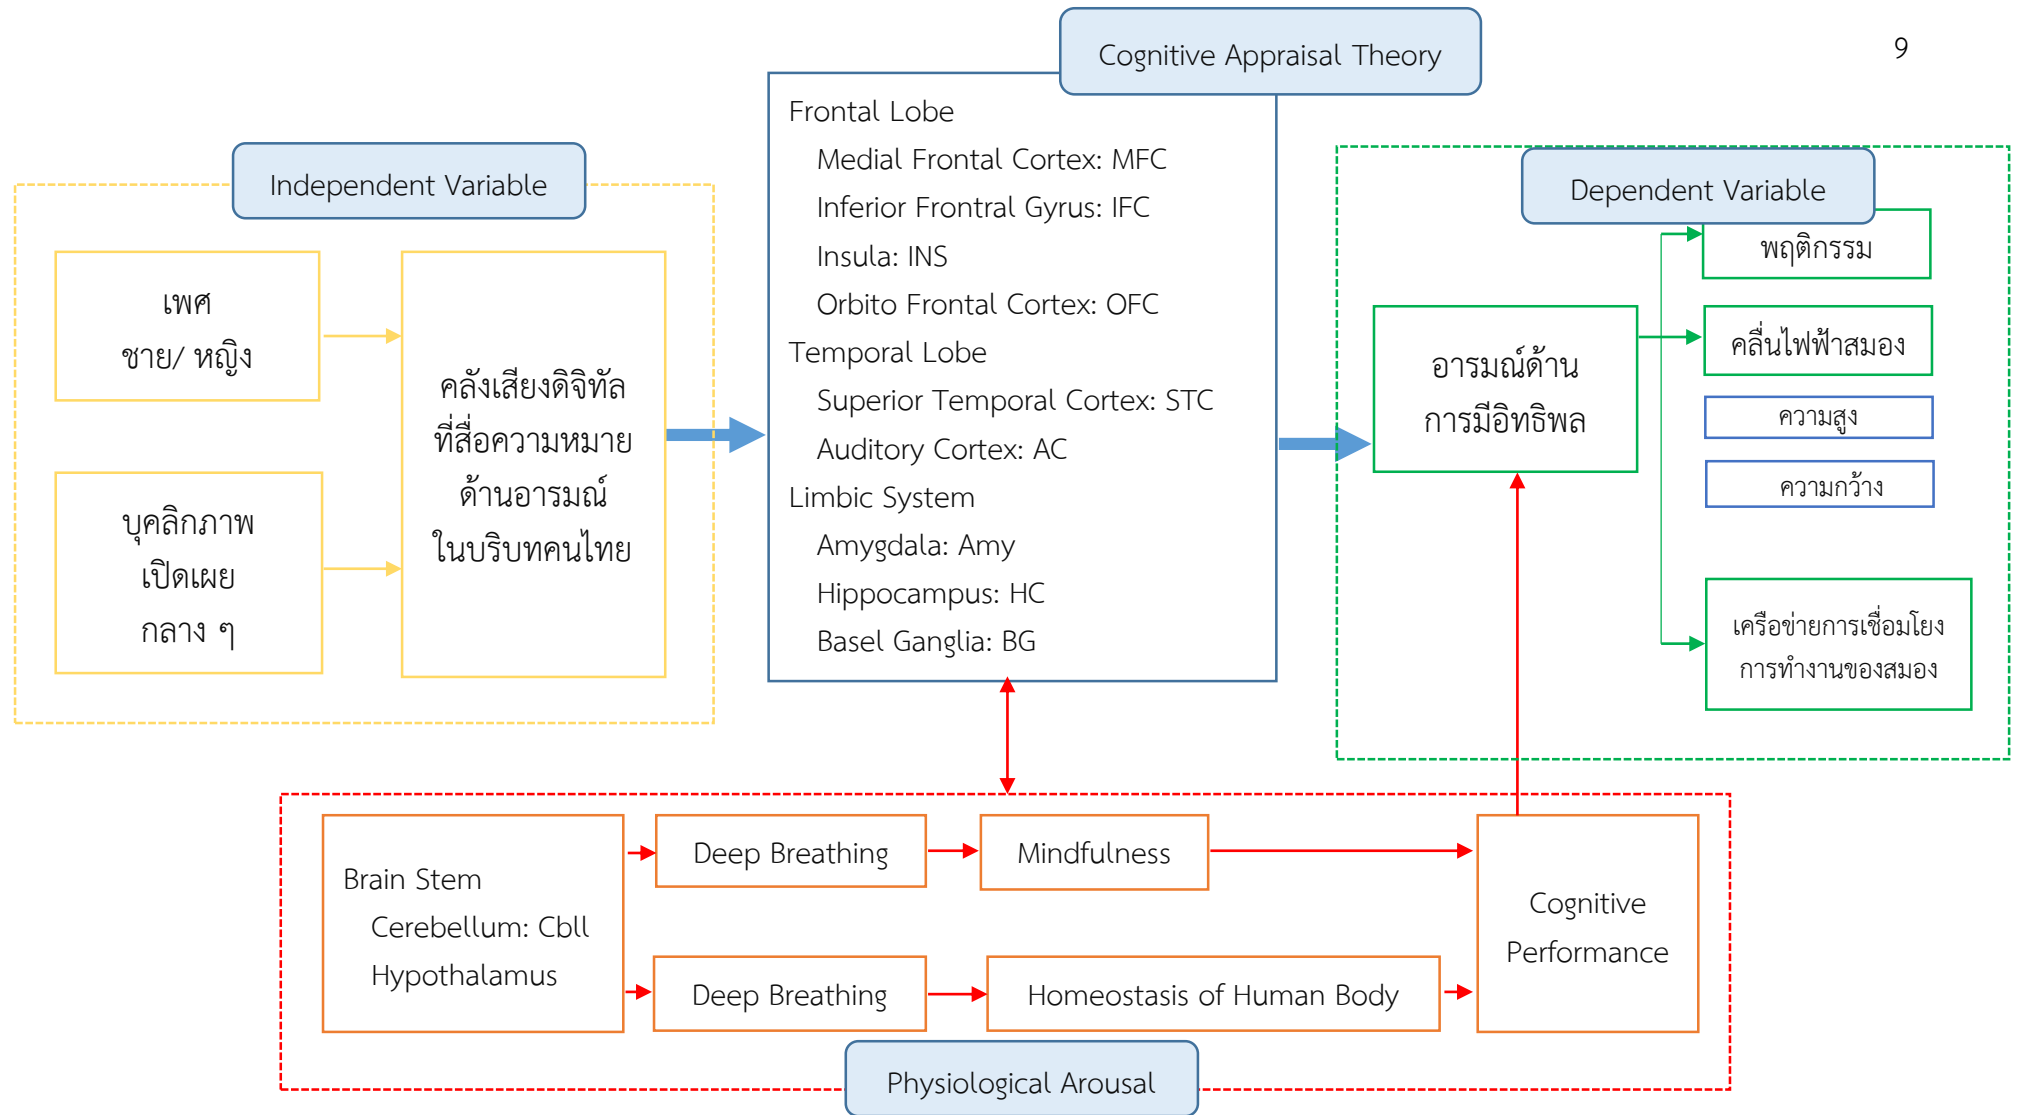 9
Cognitive Appraisal Theory
Independent Variable
เพศ
ชาย/ หญิง
บุคลิกภาพ
เปิดเผย
กลาง ๆ
คลังเสียงดิจิทัล
ที่สื่อความหมาย
ด้านอารมณ์
ในบริบทคนไทย
Frontal Lobe
Medial Frontal Cortex: MFC
Inferior Frontral Gyrus: IFC
Insula: INS
Orbito Frontal Cortex: OFC
Temporal Lobe
Superior Temporal Cortex: STC
Auditory Cortex: AC
Limbic System
Amygdala: Amy
Hippocampus: HC
Basel Ganglia: BG
Dependent Variable
อารมณ์ด้าน
การมีอิทธิพล
พฤติกรรม
คลื่นไฟฟ้าสมอง
ความสูง
ความกว้าง
เครือข่ายการเชื่อมโยง
การทำงานของสมอง
Brain Stem
Cerebellum: Cbll
Hypothalamus
Deep Breathing
Mindfulness
Deep Breathing
Homeostasis of Human Body
Cognitive
Performance
Physiological Arousal